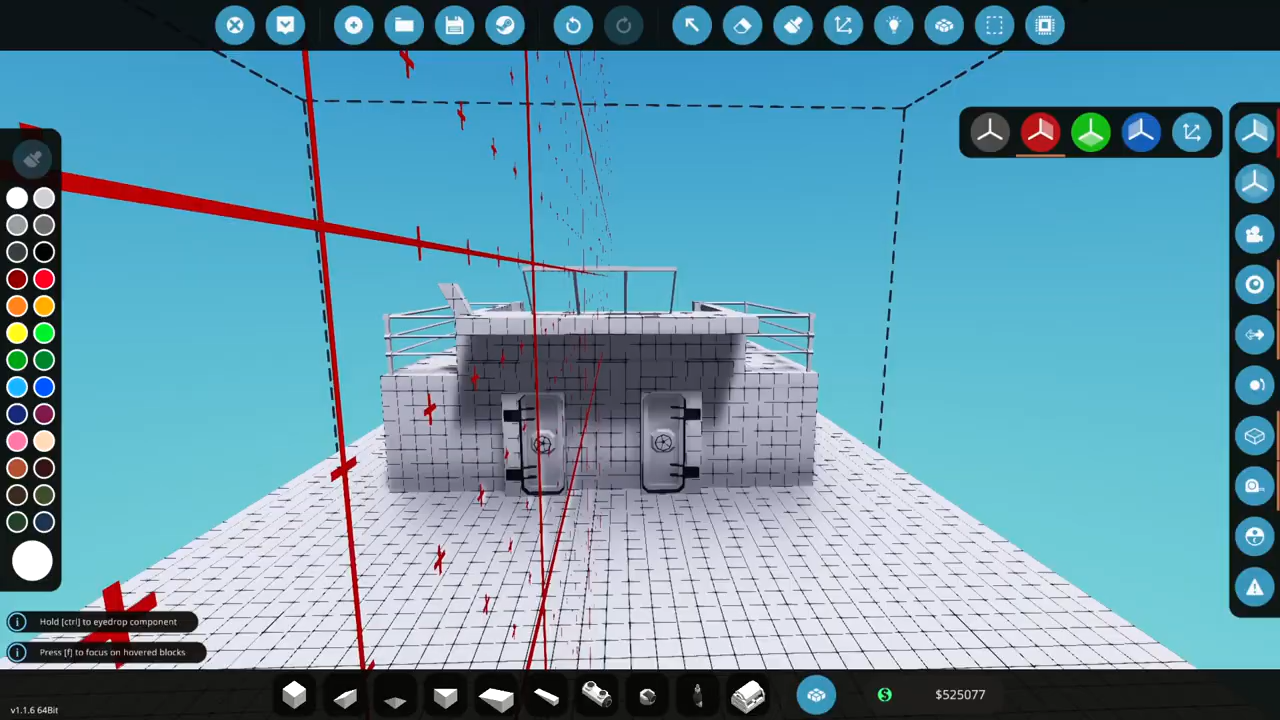 Hold [ctrl] to eyedrop component
Press [f] to focus on hovered blocks
v1.1.6 64Bit
$
$525077